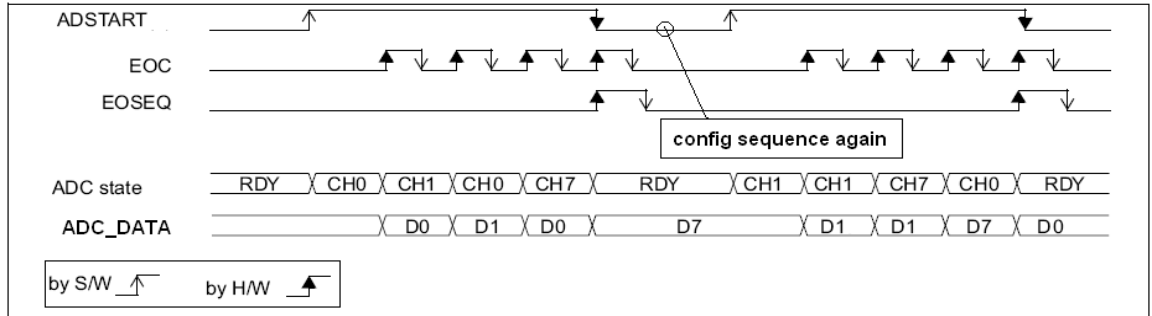 ADSTART
EOC
EOSEQ
config sequence again
ADC state RDY CH0 CH1 CH0 CH7 RDY CH1 CH1 CH7 CH0 RDY
ADC_DATA D0 D1 D0 D7 D1 D1 D7 D0
by S/W by H/W